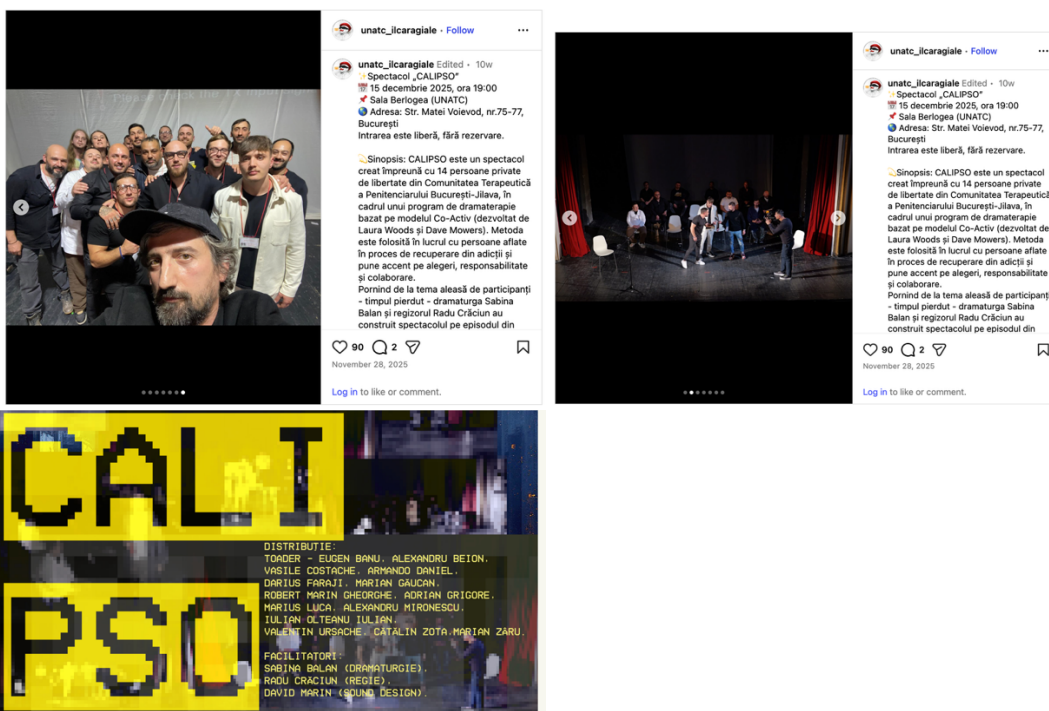 unatc_ilcaragiale · Follow
unatc_ilcaragiale Edited · 10w
✨Spectacol „CALIPSO”
📅 15 decembrie 2025, ora 19:00
📌 Sala Berlogea (UNATC)
🌍 Adresa: Str. Matei Voievod, nr.75-77,
București
Intrarea este liberă, fără rezervare.
💫Sinopsis: CALIPSO este un spectacol
creat împreună cu 14 persoane private
de libertate din Comunitatea Terapeutică
a Penitenciarului București-Jilava, în
cadrul unui program de dramaterapie
bazat pe modelul Co-Activ (dezvoltat de
Laura Woods și Dave Mowers). Metoda
este folosită în lucrul cu persoane aflate
în proces de recuperare din adicții și
pune accent pe alegeri, responsabilitate
și colaborare.
Pornind de la tema aleasă de participanți
- timpul pierdut - dramaturga Sabina
Balan și regizorul Radu Crăciun au
construit spectacolul pe episodul din
90 2
November 28, 2025
Log in to like or comment.
unatc_ilcaragiale · Follow
unatc_ilcaragiale Edited · 10w
✨Spectacol „CALIPSO”
📅 15 decembrie 2025, ora 19:00
📌 Sala Berlogea (UNATC)
🌍 Adresa: Str. Matei Voievod, nr.75-77,
București
Intrarea este liberă, fără rezervare.
💫Sinopsis: CALIPSO este un spectacol
creat împreună cu 14 persoane private
de libertate din Comunitatea Terapeutică
a Penitenciarului București-Jilava, în
cadrul unui program de dramaterapie
bazat pe modelul Co-Activ (dezvoltat de
Laura Woods și Dave Mowers). Metoda
este folosită în lucrul cu persoane aflate
în proces de recuperare din adicții și
pune accent pe alegeri, responsabilitate
și colaborare.
Pornind de la tema aleasă de participanți
- timpul pierdut - dramaturga Sabina
Balan și regizorul Radu Crăciun au
construit spectacolul pe episodul din
90 2
November 28, 2025
Log in to like or comment.
CALI
PSO
DISTRIBUȚIE:
TOADER - EUGEN BANU, ALEXANDRU BEION,
VASILE COSTACHE, ARMANDO DANIEL,
DARIUS FARAJI, MARIAN GĂUCAN,
ROBERT MARIN GHEORGHE, ADRIAN GRIGORE,
MARIUS LUCA, ALEXANDRU MIRONESCU,
IULIAN OLTEANU IULIAN,
VALENTIN URSACHE, CĂTĂLIN ZOTA,MARIAN ZĂRU.
FACILITATORI:
SABINA BALAN (DRAMATURGIE),
RADU CRĂCIUN (REGIE),
DAVID MARIN (SOUND DESIGN).